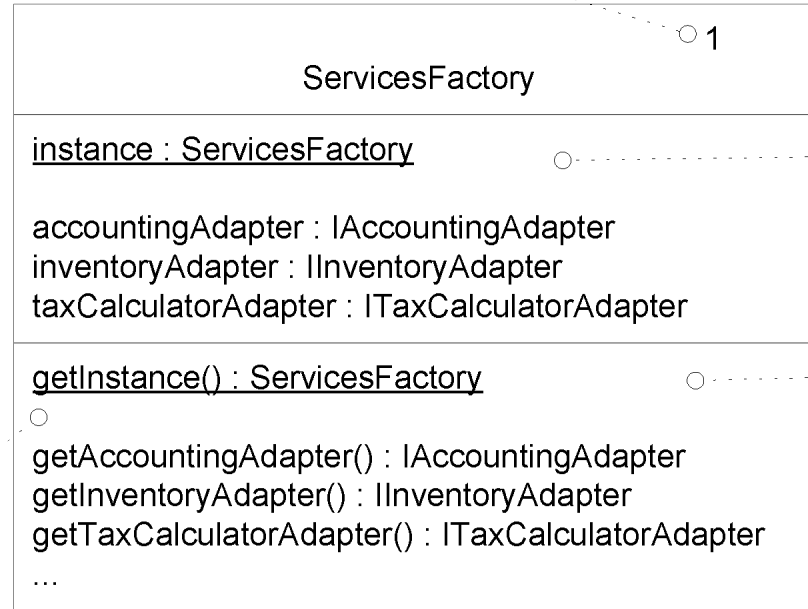 1
ServicesFactory
instance : ServicesFactory
accountingAdapter : IAccountingAdapter
inventoryAdapter : IInventoryAdapter
taxCalculatorAdapter : ITaxCalculatorAdapter
getInstance() : ServicesFactory
getAccountingAdapter() : IAccountingAdapter
getInventoryAdapter() : IInventoryAdapter
getTaxCalculatorAdapter() : ITaxCalculatorAdapter
...